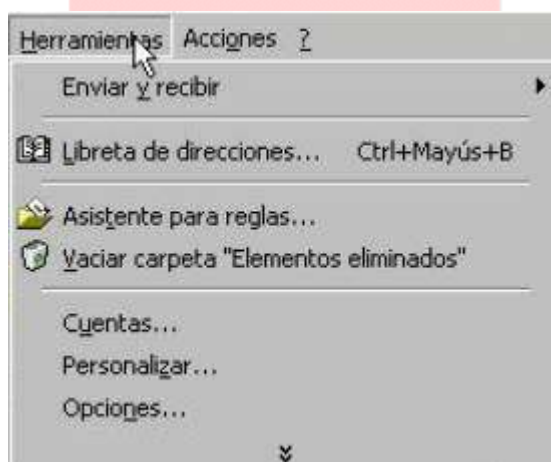 Herramientas Acciones ?
Enviar y recibir
Libreta de direcciones... Ctrl+Mayús+B
Asistente para reglas...
Vaciar carpeta "Elementos eliminados"
Cuentas...
Personalizar...
Opciones...